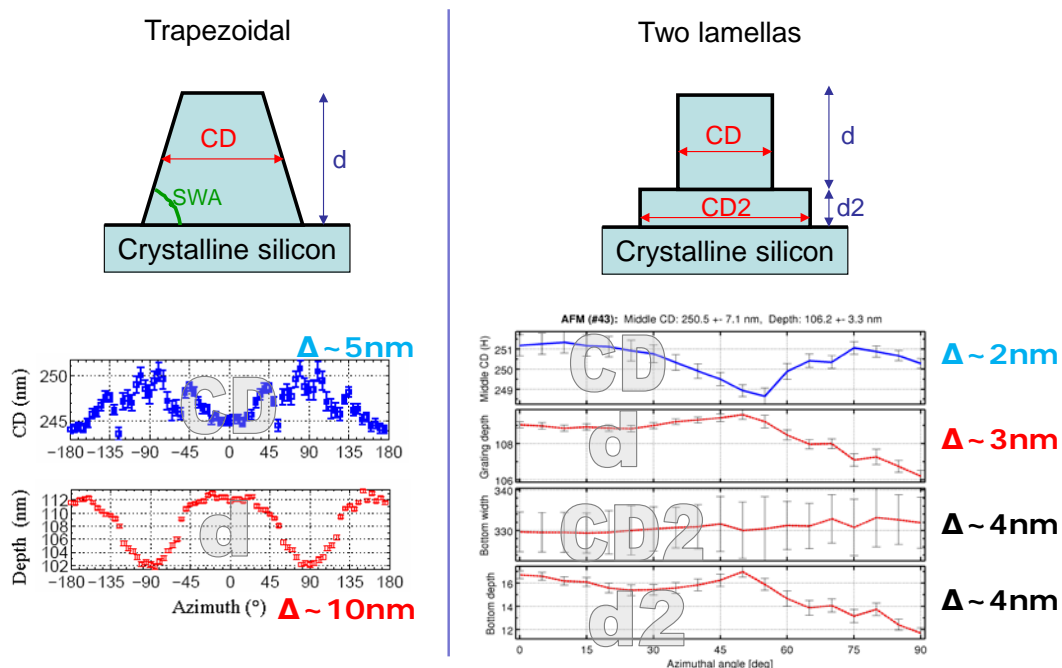 Trapezoidal
CD
d
SWA
Crystalline silicon
Δ~5nm
CD (nm)
250
245
CD
−180 −135 −90 −45 0 45 90 135 180
Depth (nm)
112
110
108
106
104
102
d
−180 −135 −90 −45 0 45 90 135 180
Azimuth (°)
Δ~10nm
Two lamellas
CD
d
CD2
d2
Crystalline silicon
AFM (#43): Middle CD: 250.5 +- 7.1 nm, Depth: 106.2 +- 3.3 nm
Middle CD (H)
251
250
249
CD
Δ~2nm
Grating depth
108
106
d
Δ~3nm
Bottom width
340
330
CD2
Δ~4nm
Bottom depth
16
14
12
d2
Δ~4nm
0 15 30 45 60 75 90
Azimuthal angle [deg]